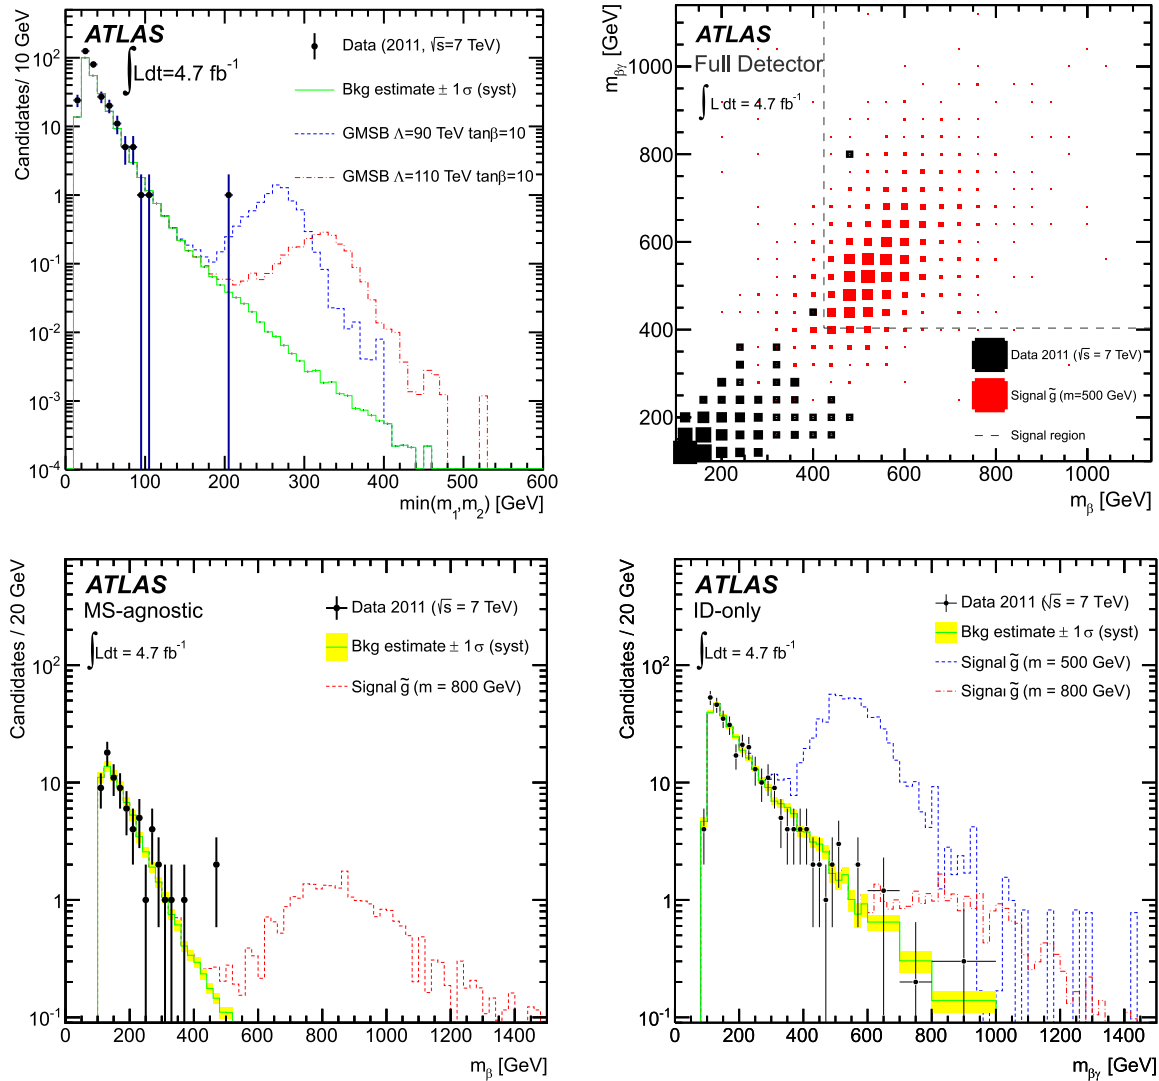 ATLAS
∫Ldt=4.7 fb⁻¹
Data (2011, √s=7 TeV)
Bkg estimate ± 1σ (syst)
GMSB Λ=90 TeV tanβ=10
GMSB Λ=110 TeV tanβ=10
Candidates/ 10 GeV
10²
10
1
10⁻¹
10⁻²
10⁻³
10⁻⁴
0 100 200 300 400 500 600
min(m₁,m₂) [GeV]
ATLAS
Full Detector
∫L dt = 4.7 fb⁻¹
m_βγ [GeV]
1000
800
600
400
200
Data 2011 (√s = 7 TeV)
Signal g̃ (m=500 GeV)
Signal region
200 400 600 800 1000
m_β [GeV]
ATLAS
MS-agnostic
∫Ldt = 4.7 fb⁻¹
Data 2011 (√s = 7 TeV)
Bkg estimate ± 1σ (syst)
Signal g̃ (m = 800 GeV)
Candidates / 20 GeV
10²
10
1
10⁻¹
0 200 400 600 800 1000 1200 1400
m_β [GeV]
ATLAS
ID-only
∫Ldt = 4.7 fb⁻¹
Data 2011 (√s = 7 TeV)
Bkg estimate ± 1σ (syst)
Signal g̃ (m = 500 GeV)
Signal g̃ (m = 800 GeV)
Candidates / 20 GeV
10²
10
1
10⁻¹
0 200 400 600 800 1000 1200 1400
m_βγ [GeV]